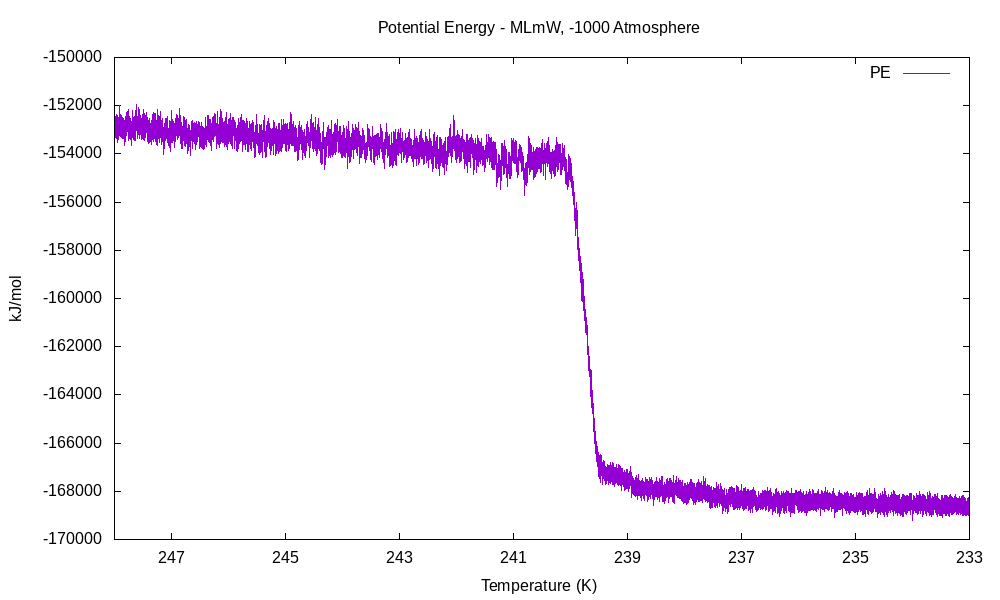 Potential Energy - MLmW, -1000 Atmosphere
-150000
PE
-152000
-154000
-156000
-158000
-160000
-162000
-164000
-166000
-168000
-170000
kJ/mol
247 245 243 241 239 237 235 233
Temperature (K)